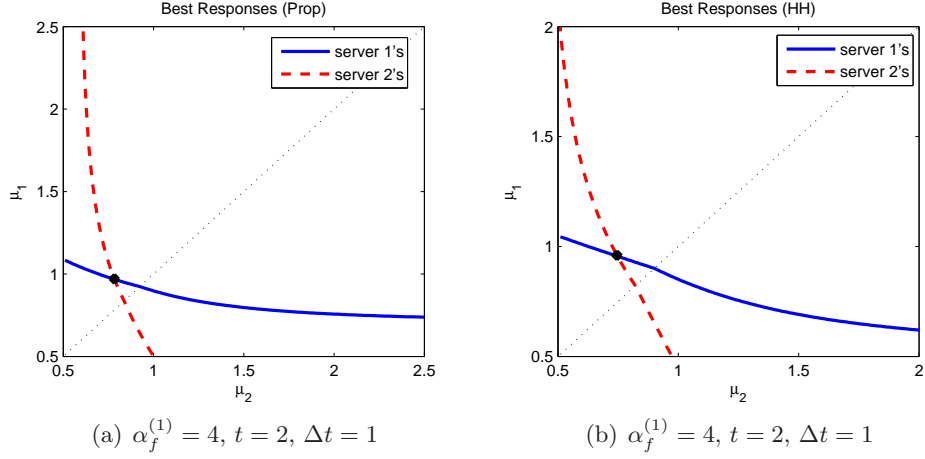 Best Responses (Prop)
server 1's
server 2's
2.5
2
1.5
1
0.5
μ1
0.5
1
1.5
2
2.5
μ2
(a) α_f^(1) = 4, t = 2, Δt = 1
Best Responses (HH)
server 1's
server 2's
2
1.5
1
0.5
μ1
0.5
1
1.5
2
μ2
(b) α_f^(1) = 4, t = 2, Δt = 1